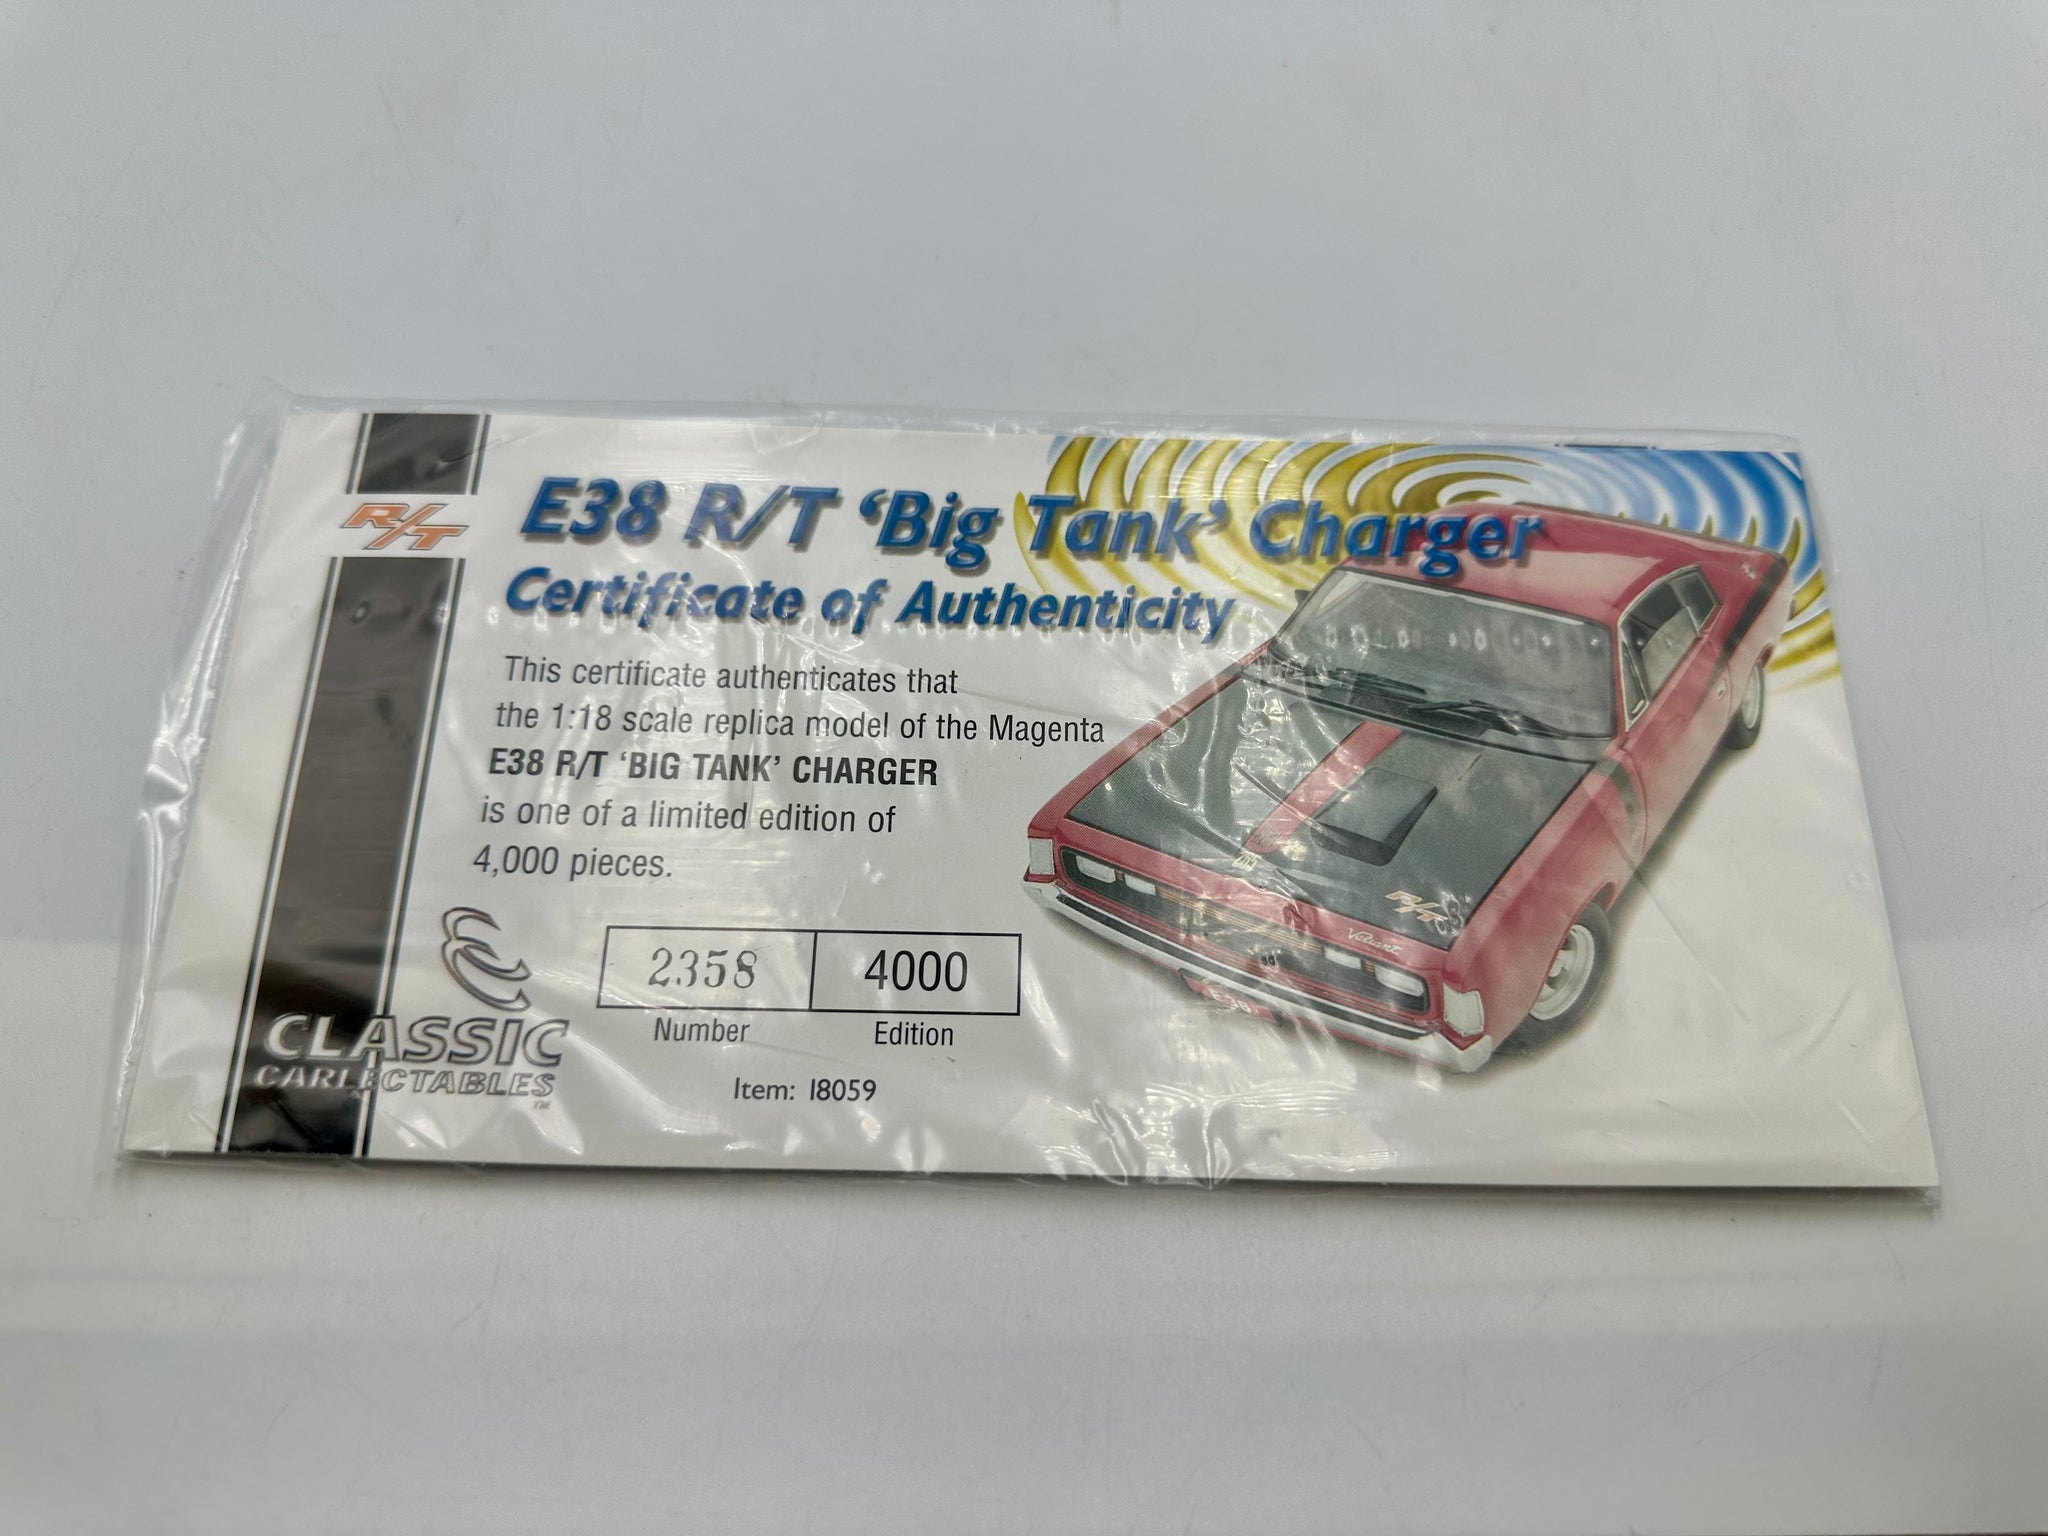 R/T
E38 R/T 'Big Tank' Charger
Certificate of Authenticity
This certificate authenticates that
the 1:18 scale replica model of the Magenta
E38 R/T 'BIG TANK' CHARGER
is one of a limited edition of
4,000 pieces.
2358 4000
Number Edition
Item: 18059
CLASSIC
CARLECTABLES
TM
R/T
Valiant